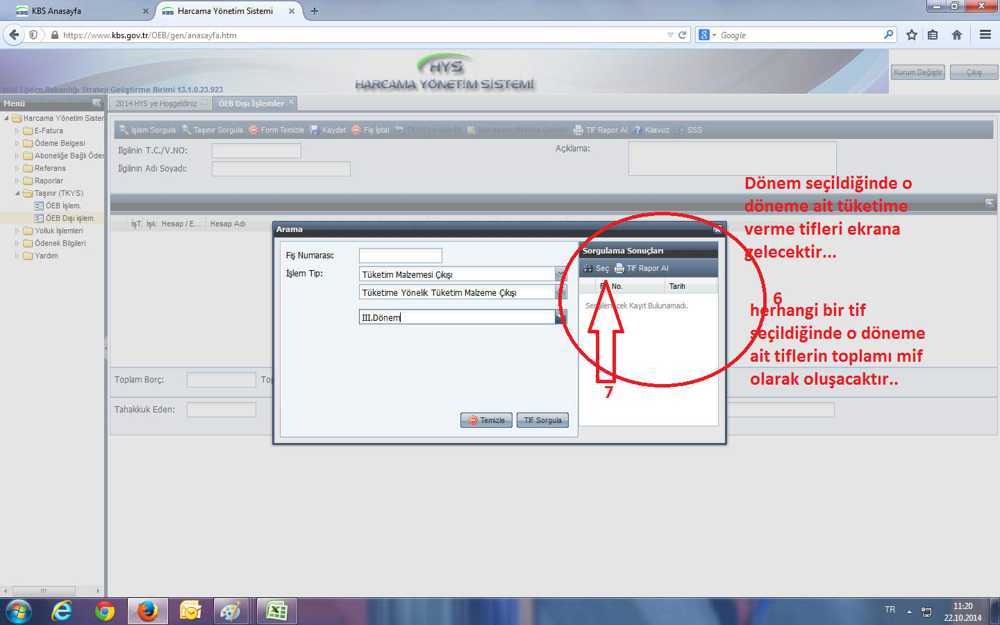 KBS Anasayfa
Harcama Yönetim Sistemi
https://www.kbs.gov.tr/OEB/gen/anasayfa.htm
Google
HYS
HARCAMA YÖNETİM SİSTEMİ
Milli Eğitim Bakanlığı Strateji Geliştirme Birimi 13.1.0.23.923
Kurum Değiştir
Çıkış
Menü
2014 HYS ye Hoşgeldiniz
ÖEB Dışı İşlemler
Harcama Yönetim Sister
E-Fatura
Ödeme Belgesi
Aboneliğe Bağlı Öder
Referans
Raporlar
Taşınır (TKYS)
ÖEB İşlem.
ÖEB Dışı işlem.
Yolluk İşlemleri
Ödenek Bilgileri
Yardım
İşlem Sorgula
Taşınır Sorgula
Form Temizle
Kaydet
Fiş İptal
TKYS'ye İade Et
Muhasebe Birimine Gönder
TIF Rapor Al
Kılavuz
SSS
İlgilinin T.C./V.NO:
Açıklama:
İlgilinin Adı Soyadı:
İşT.
İşk.
Hesap / E...
Hesap Adı
Arama
Fiş Numarası:
İşlem Tip:
Tüketim Malzemesi Çıkışı
Tüketime Yönelik Tüketim Malzeme Çıkışı
III.Dönem
Temizle
TIF Sorgula
Sorgulama Sonuçları
Seç
TIF Rapor Al
No.
Tarih
Kayıt Bulunamadı.
Toplam Borç:
Top
Tahakkuk Eden:
Dönem seçildiğinde o
döneme ait tüketime
verme tifleri ekrana
gelecektir...
6
herhangi bir tif
seçildiğinde o döneme
ait tiflerin toplamı mif
olarak oluşacaktır..
7
TR
11:20
22.10.2014